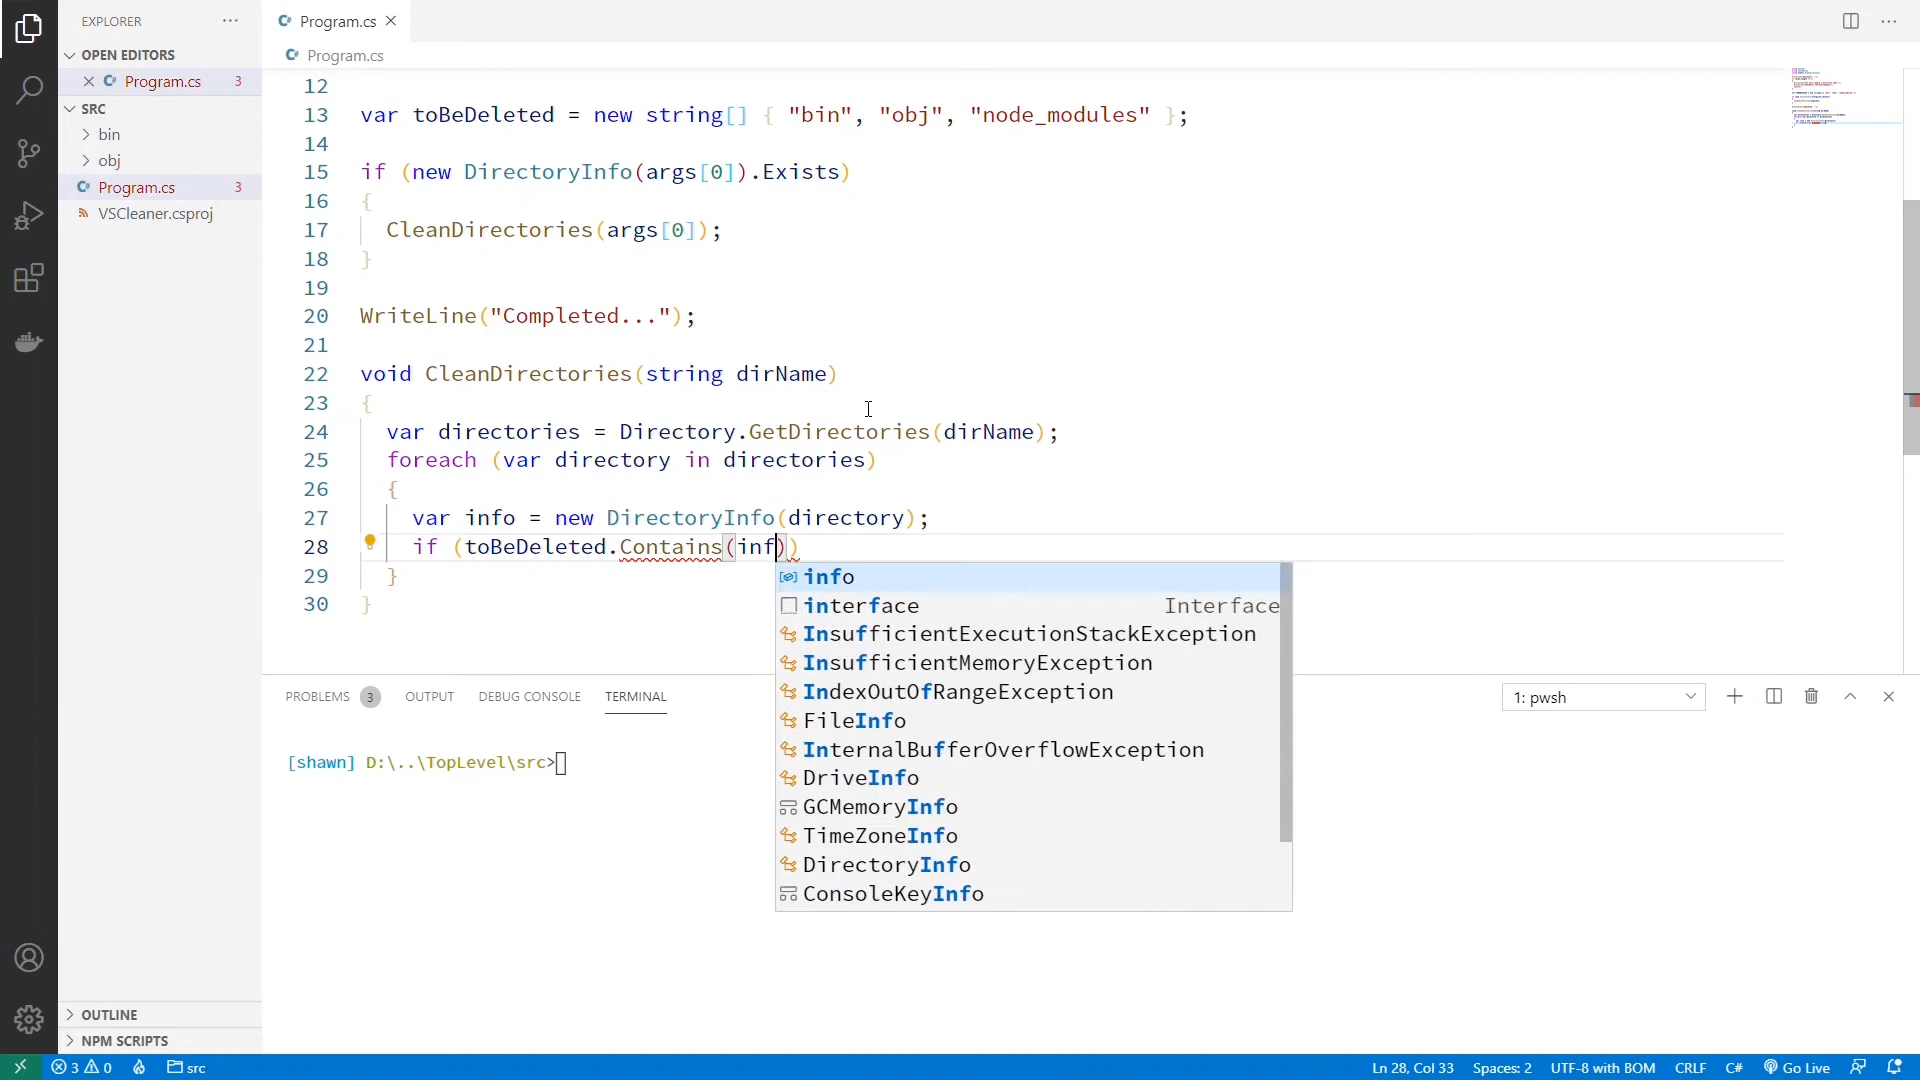 EXPLORER
OPEN EDITORS
Program.cs 3
SRC
bin
obj
Program.cs 3
VSCleaner.csproj
OUTLINE
NPM SCRIPTS
Program.cs
Program.cs
12
13 var toBeDeleted = new string[] { "bin", "obj", "node_modules" };
14
15 if (new DirectoryInfo(args[0]).Exists)
16 {
17 CleanDirectories(args[0]);
18 }
19
20 WriteLine("Completed...");
21
22 void CleanDirectories(string dirName)
23 {
24 var directories = Directory.GetDirectories(dirName);
25 foreach (var directory in directories)
26 {
27 var info = new DirectoryInfo(directory);
28 if (toBeDeleted.Contains(inf))
29 }
30 }
info
interface Interface
InsufficientExecutionStackException
InsufficientMemoryException
IndexOutOfRangeException
FileInfo
InternalBufferOverflowException
DriveInfo
GCMemoryInfo
TimeZoneInfo
DirectoryInfo
ConsoleKeyInfo
PROBLEMS 3 OUTPUT DEBUG CONSOLE TERMINAL 1: pwsh
[shawn] D:\..\TopLevel\src>
3 0 src Ln 28, Col 33 Spaces: 2 UTF-8 with BOM CRLF C# Go Live